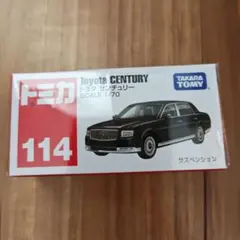 トミカ
114
Toyota CENTURY
トヨタ センチュリー
SCALE 1/70
TAKARA
TOMY
サスペンション